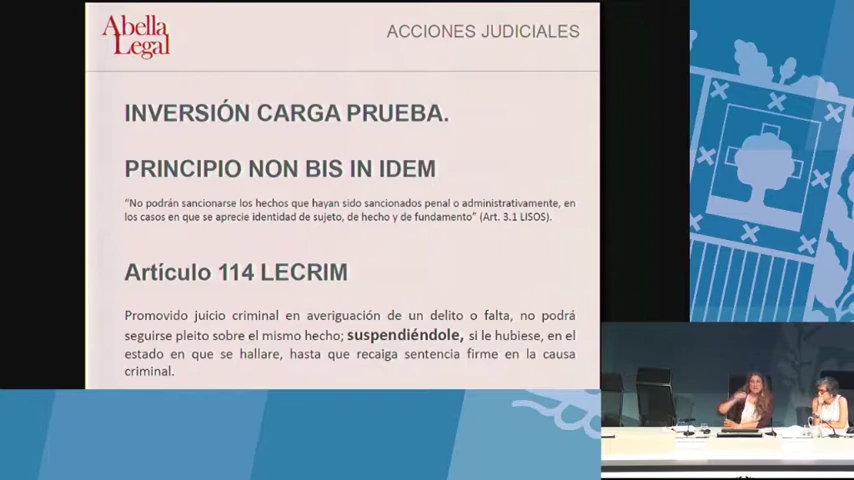 Abella
Legal
ACCIONES JUDICIALES
INVERSIÓN CARGA PRUEBA.
PRINCIPIO NON BIS IN IDEM
“No podrán sancionarse los hechos que hayan sido sancionados penal o administrativamente, en
los casos en que se aprecie identidad de sujeto, de hecho y de fundamento” (Art. 3.1 LISOS).
Artículo 114 LECRIM
Promovido juicio criminal en averiguación de un delito o falta, no podrá
seguirse pleito sobre el mismo hecho; suspendiéndole, si le hubiese, en el
estado en que se hallare, hasta que recaiga sentencia firme en la causa
criminal.